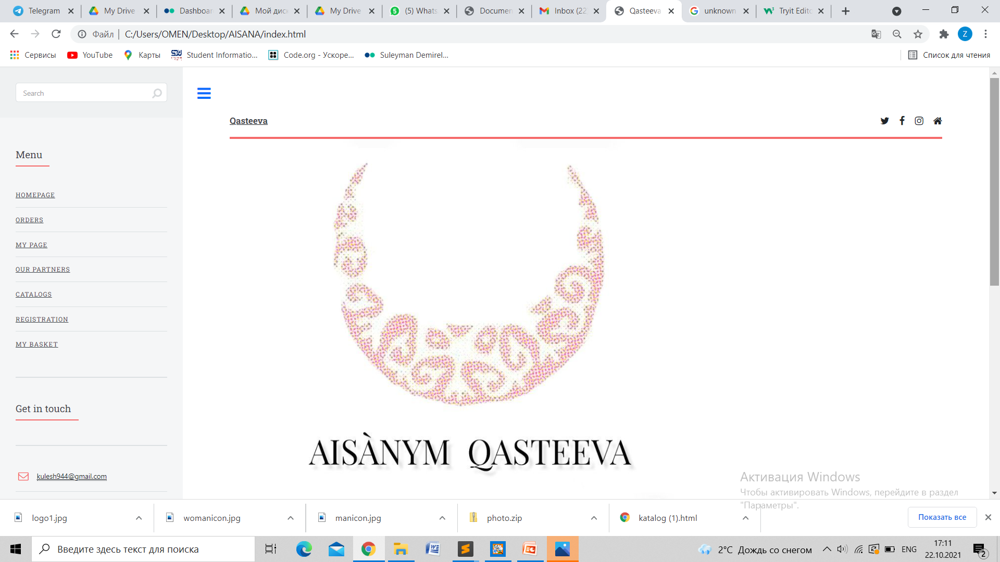 Telegram
My Drive
Dashboar
Мой диск
My Drive
(5) Whats
Documen
Inbox (22
Qasteeva
unknown
Tryit Edito
Файл
C:/Users/OMEN/Desktop/AISANA/index.html
Сервисы
YouTube
Карты
Student Informatio...
Code.org - Ускоре...
Suleyman Demirel...
Список для чтения
Search
Menu
HOMEPAGE
ORDERS
MY PAGE
OUR PARTNERS
CATALOGS
REGISTRATION
MY BASKET
Get in touch
kulesh944@gmail.com
Qasteeva
AISÀNYM QASTEEVA
Активация Windows
Чтобы активировать Windows, перейдите в раздел
"Параметры".
logo1.jpg
womanicon.jpg
manicon.jpg
photo.zip
katalog (1).html
Показать все
Введите здесь текст для поиска
2°C Дождь со снегом
ENG
17:11
22.10.2021
2